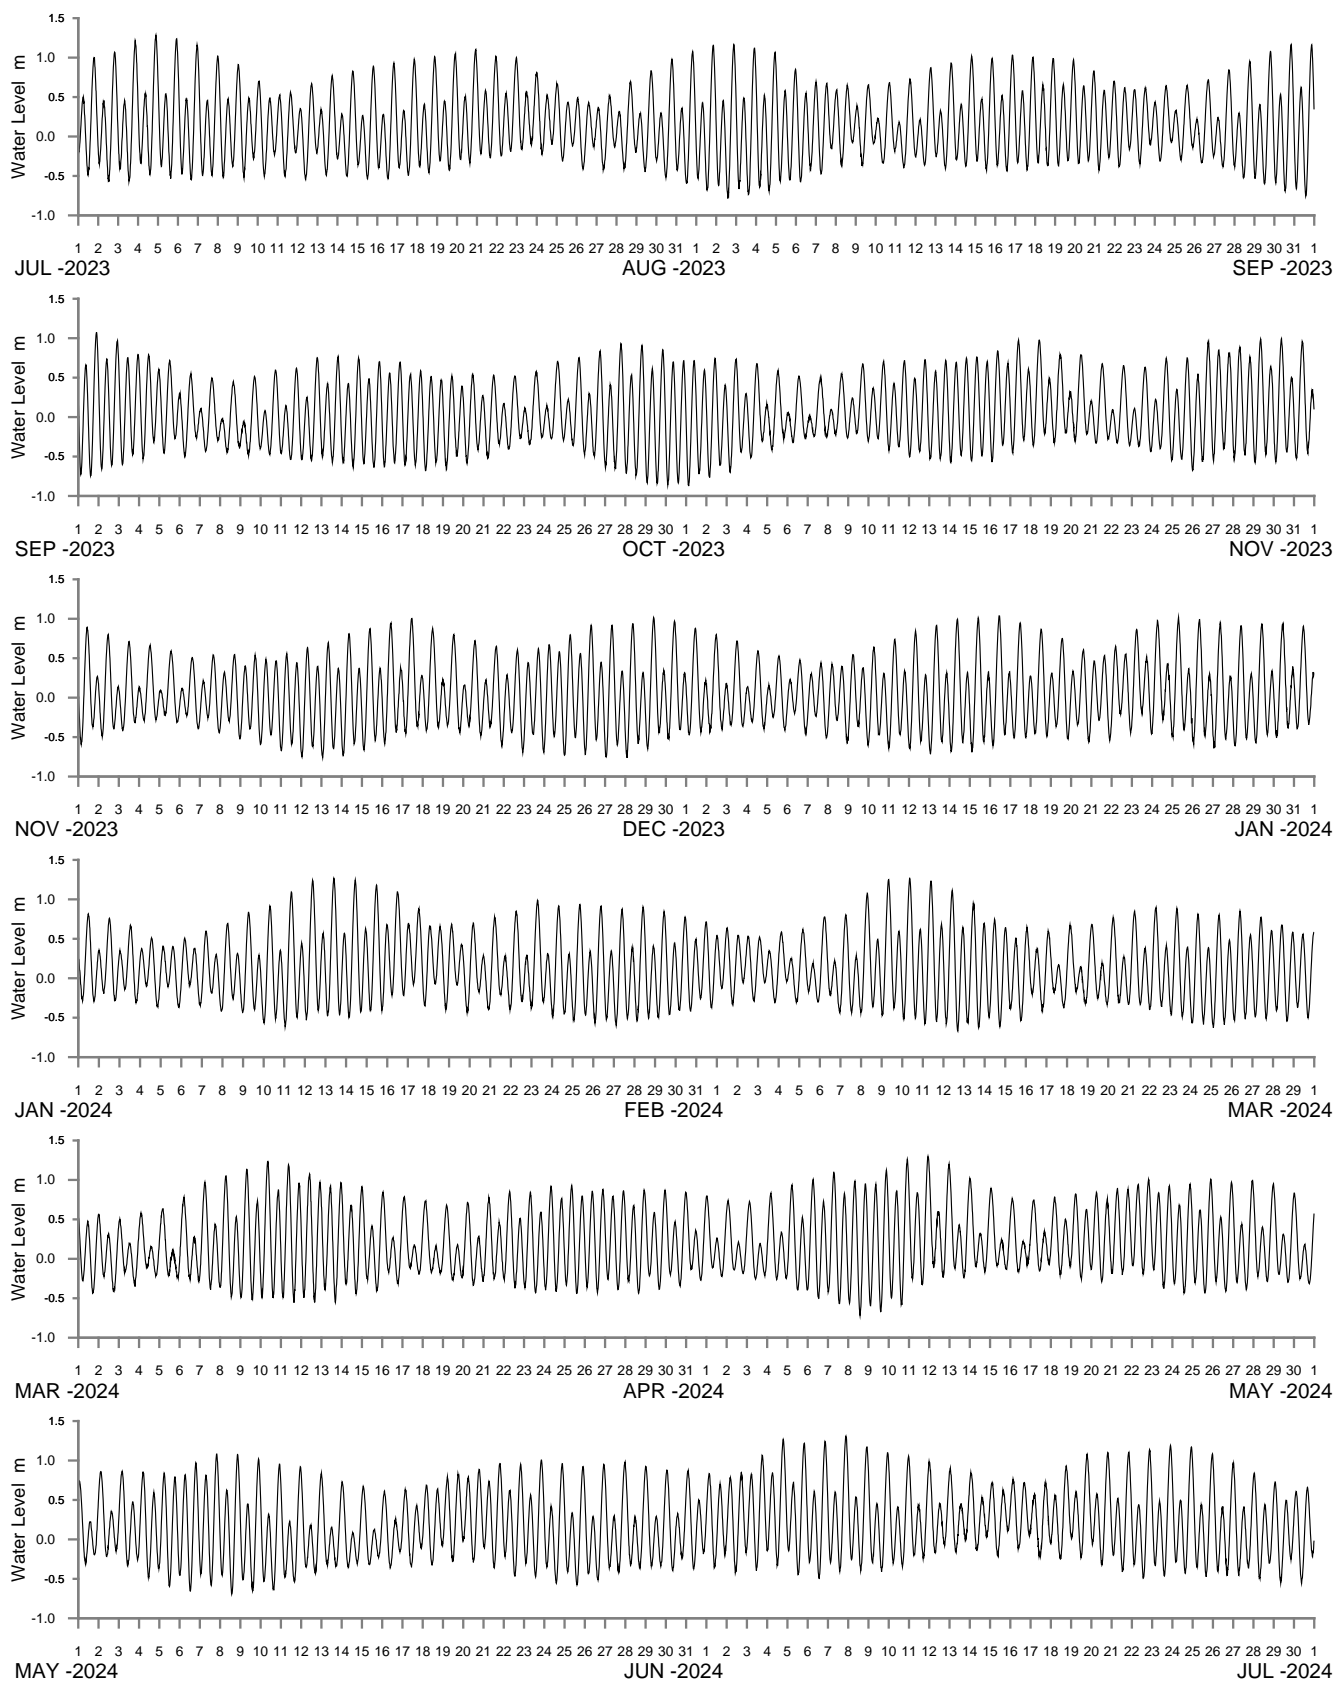 1.5
1.0
0.5
0.0
-0.5
-1.0
Water Level m
1 2 3 4 5 6 7 8 9 10 11 12 13 14 15 16 17 18 19 20 21 22 23 24 25 26 27 28 29 30 31 1 2 3 4 5 6 7 8 9 10 11 12 13 14 15 16 17 18 19 20 21 22 23 24 25 26 27 28 29 30 31 1
JUL -2023 AUG -2023 SEP -2023
1.5
1.0
0.5
0.0
-0.5
-1.0
Water Level m
1 2 3 4 5 6 7 8 9 10 11 12 13 14 15 16 17 18 19 20 21 22 23 24 25 26 27 28 29 30 1 2 3 4 5 6 7 8 9 10 11 12 13 14 15 16 17 18 19 20 21 22 23 24 25 26 27 28 29 30 31 1
SEP -2023 OCT -2023 NOV -2023
1.5
1.0
0.5
0.0
-0.5
-1.0
Water Level m
1 2 3 4 5 6 7 8 9 10 11 12 13 14 15 16 17 18 19 20 21 22 23 24 25 26 27 28 29 30 1 2 3 4 5 6 7 8 9 10 11 12 13 14 15 16 17 18 19 20 21 22 23 24 25 26 27 28 29 30 31 1
NOV -2023 DEC -2023 JAN -2024
1.5
1.0
0.5
0.0
-0.5
-1.0
Water Level m
1 2 3 4 5 6 7 8 9 10 11 12 13 14 15 16 17 18 19 20 21 22 23 24 25 26 27 28 29 30 31 1 2 3 4 5 6 7 8 9 10 11 12 13 14 15 16 17 18 19 20 21 22 23 24 25 26 27 28 29 1
JAN -2024 FEB -2024 MAR -2024
1.5
1.0
0.5
0.0
-0.5
-1.0
Water Level m
1 2 3 4 5 6 7 8 9 10 11 12 13 14 15 16 17 18 19 20 21 22 23 24 25 26 27 28 29 30 31 1 2 3 4 5 6 7 8 9 10 11 12 13 14 15 16 17 18 19 20 21 22 23 24 25 26 27 28 29 30 1
MAR -2024 APR -2024 MAY -2024
1.5
1.0
0.5
0.0
-0.5
-1.0
Water Level m
1 2 3 4 5 6 7 8 9 10 11 12 13 14 15 16 17 18 19 20 21 22 23 24 25 26 27 28 29 30 31 1 2 3 4 5 6 7 8 9 10 11 12 13 14 15 16 17 18 19 20 21 22 23 24 25 26 27 28 29 30 1
MAY -2024 JUN -2024 JUL -2024